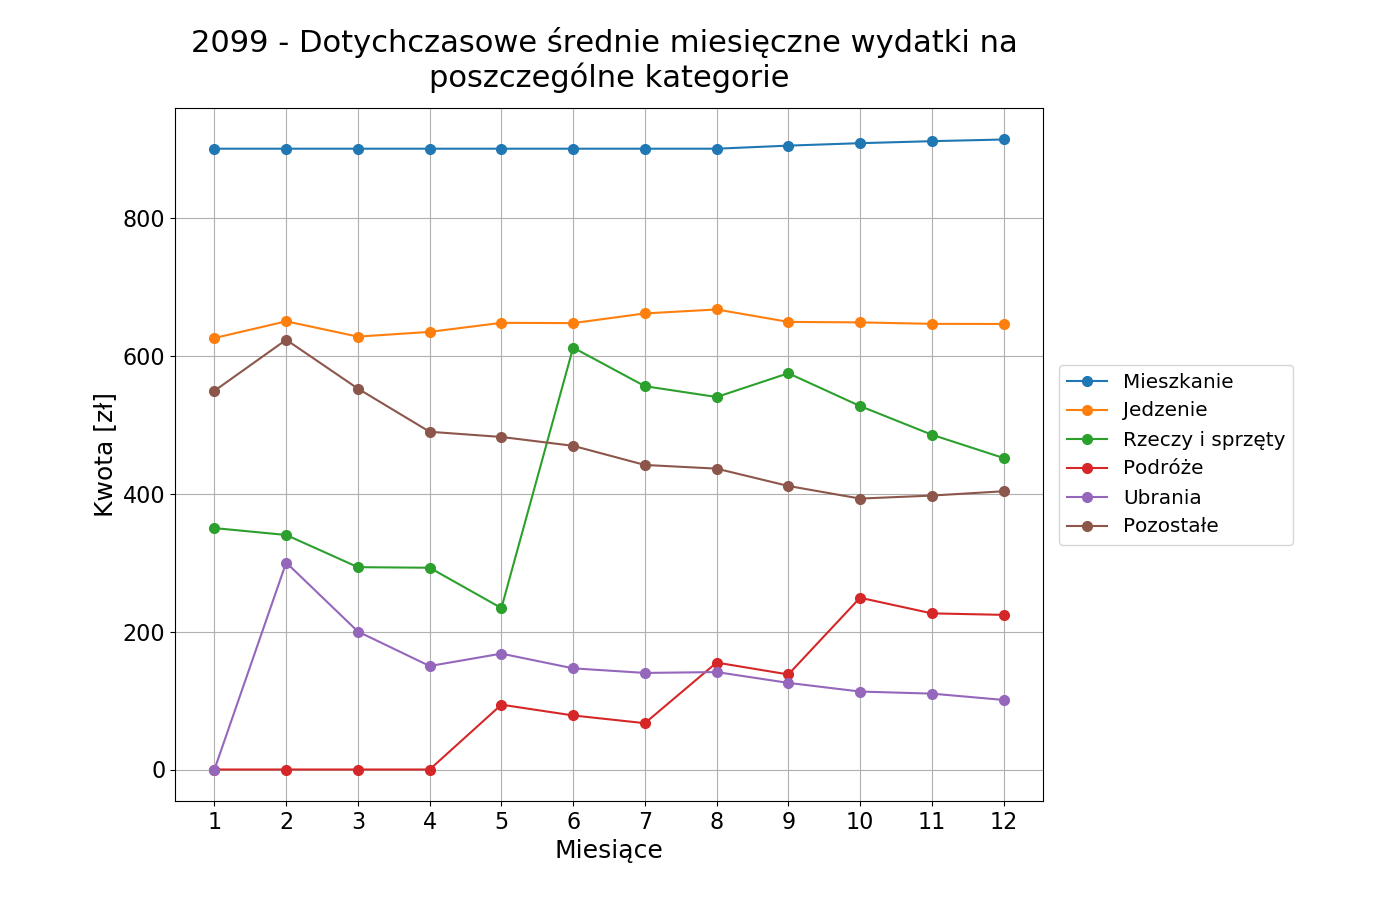 2099 - Dotychczasowe średnie miesięczne wydatki na
poszczególne kategorie
Kwota [zł]
800
600
400
200
0
1 2 3 4 5 6 7 8 9 10 11 12
Miesiące
Mieszkanie
Jedzenie
Rzeczy i sprzęty
Podróże
Ubrania
Pozostałe